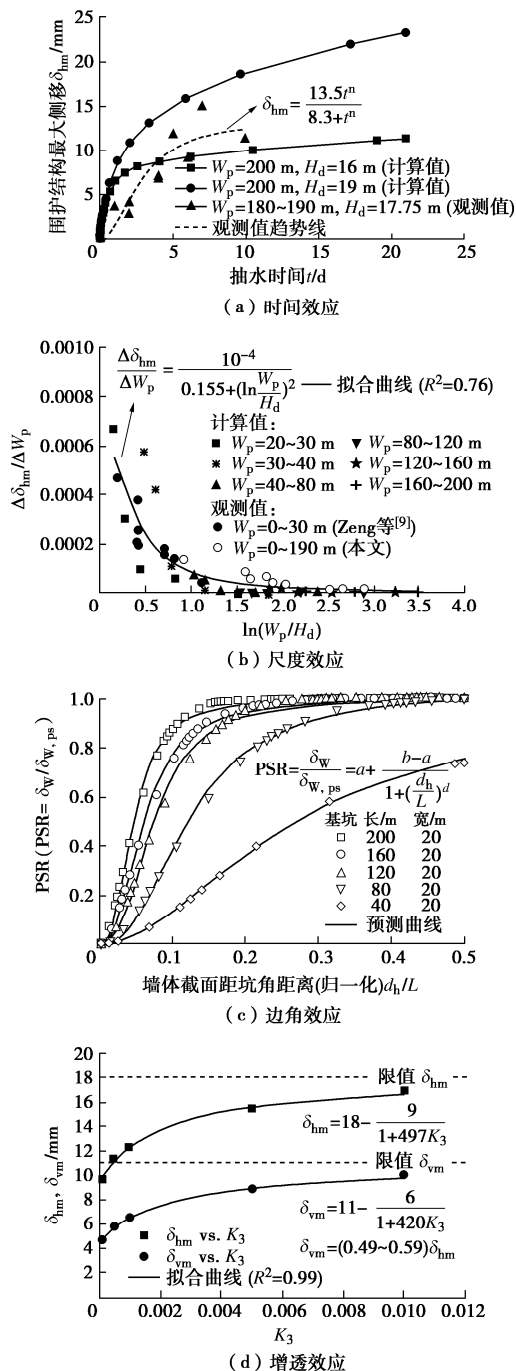 25
20
15
10
5
0
5
10
15
20
25
围护结构最大侧移δhm/mm
δhm=13.5tⁿ/8.3+tⁿ
Wp=200 m, Hd=16 m (计算值)
Wp=200 m, Hd=19 m (计算值)
Wp=180~190 m, Hd=17.75 m (观测值)
观测值趋势线
抽水时间t/d
(a) 时间效应
0.0010
0.0008
0.0006
0.0004
0.0002
0
0.5
1.0
1.5
2.0
2.5
3.0
3.5
4.0
Δδhm/ΔWp
Δδhm/ΔWp = 10⁻⁴/0.155+(ln Wp/Hd)²
拟合曲线 (R²=0.76)
计算值:
Wp=20~30 m
Wp=80~120 m
Wp=30~40 m
Wp=120~160 m
Wp=40~80 m
Wp=160~200 m
观测值:
Wp=0~30 m (Zeng等[9])
Wp=0~190 m (本文)
ln(Wp/Hd)
(b) 尺度效应
1.0
0.8
0.6
0.4
0.2
0
0.1
0.2
0.3
0.4
0.5
PSR(PSR= δW/δW, ps)
PSR=δW/δW, ps=a+ b-a/1+(dh/L)ᵈ
基坑 长/m 宽/m
200 20
160 20
120 20
80 20
40 20
预测曲线
墙体截面距坑角距离(归一化)dh/L
(c) 边角效应
20
18
16
14
12
10
8
6
4
2
0
0.002
0.004
0.006
0.008
0.010
0.012
δhm, δvm/mm
限值 δhm
δhm=18- 9/1+497K₃
限值 δvm
δvm=11- 6/1+420K₃
δhm vs. K₃
δvm vs. K₃
δvm=(0.49~0.59)δhm
拟合曲线 (R²=0.99)
K₃
(d) 增透效应